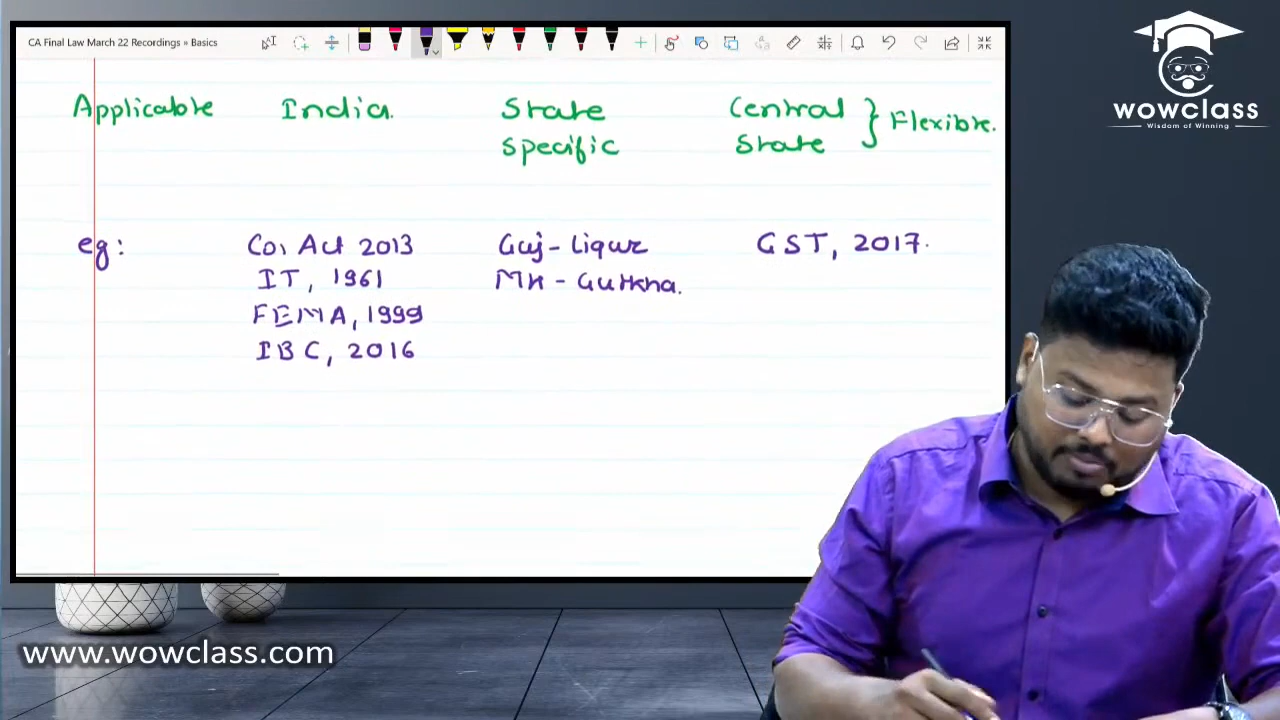 CA Final Law March 22 Recordings » Basics
wowclass
Wisdom of Winning
Applicable India. State Central } Flexible.
specific State
eg: Co, Act 2013 Guj - Liqur GST, 2017.
IT, 1961 MH - Gutkha.
FEMA, 1999
IBC, 2016
www.wowclass.com